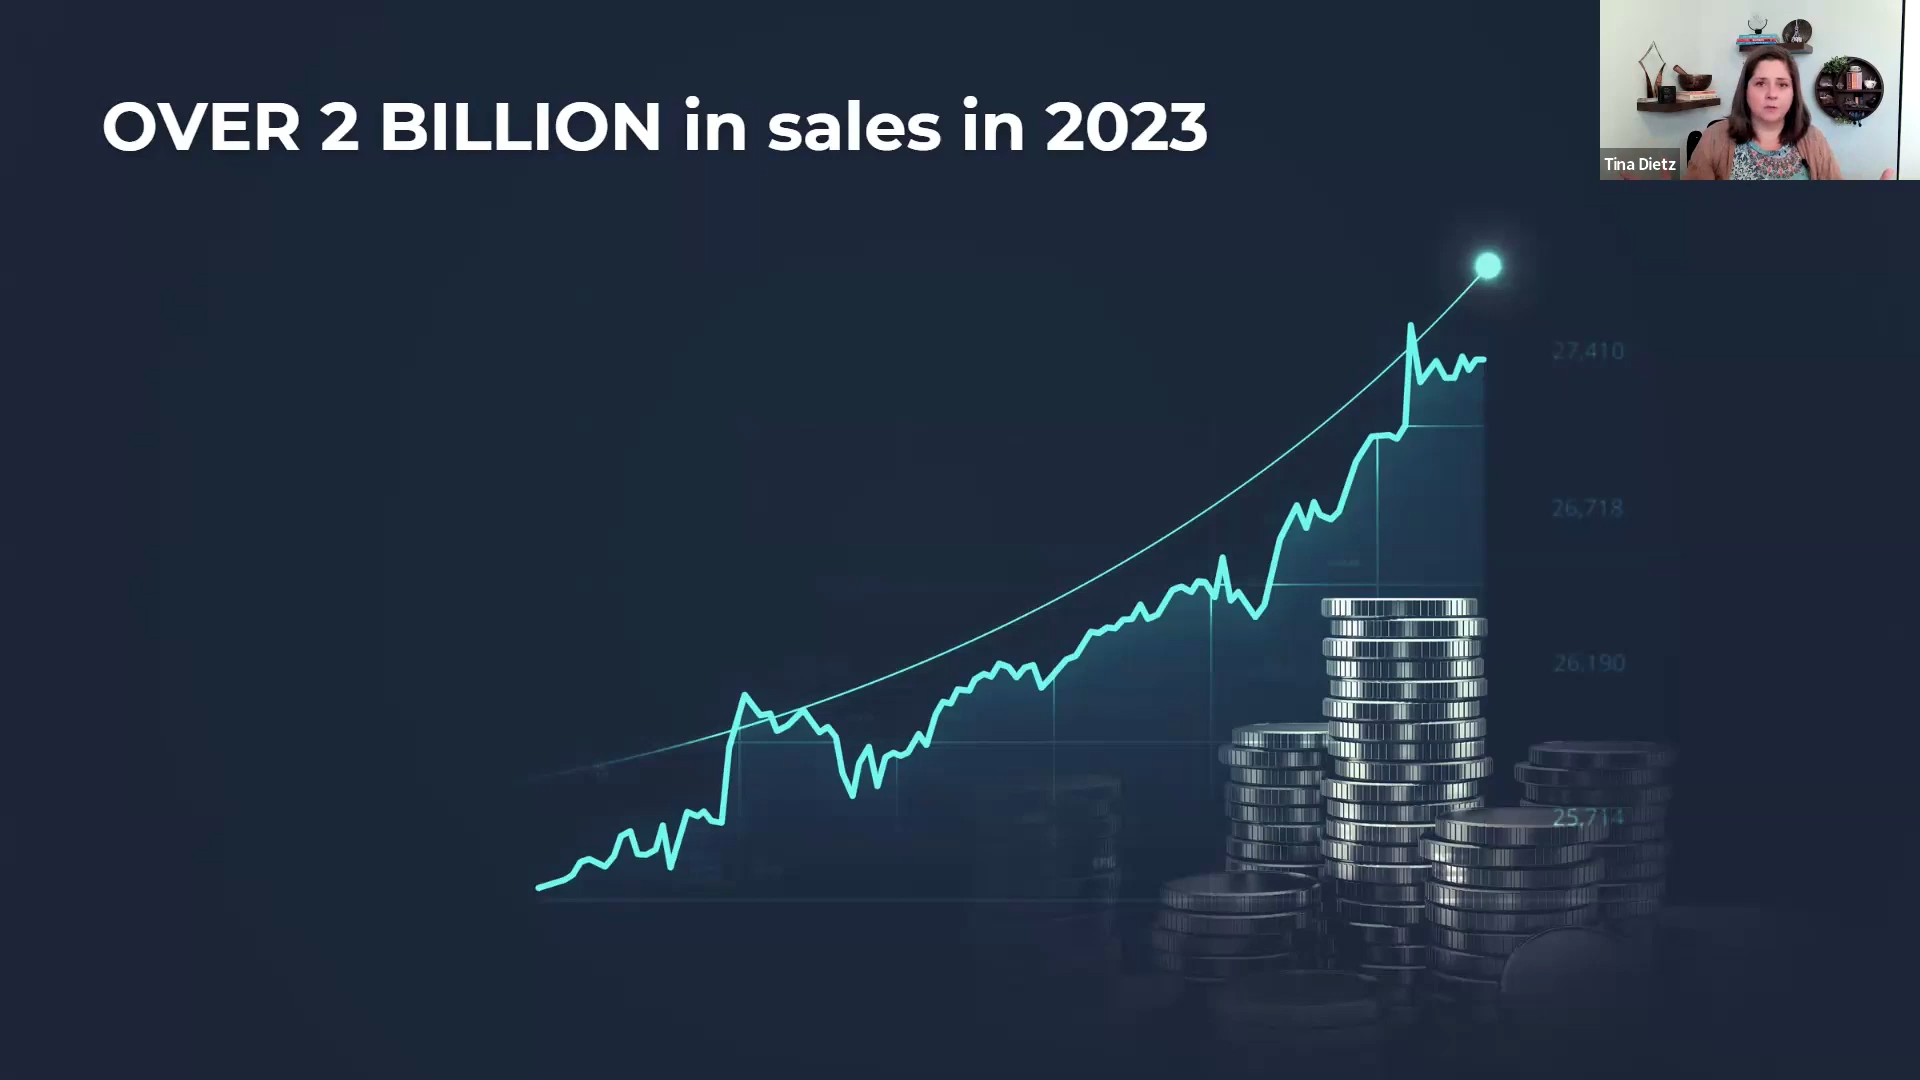 OVER 2 BILLION in sales in 2023
Tina Dietz
27,410
26,718
26,190
25,714